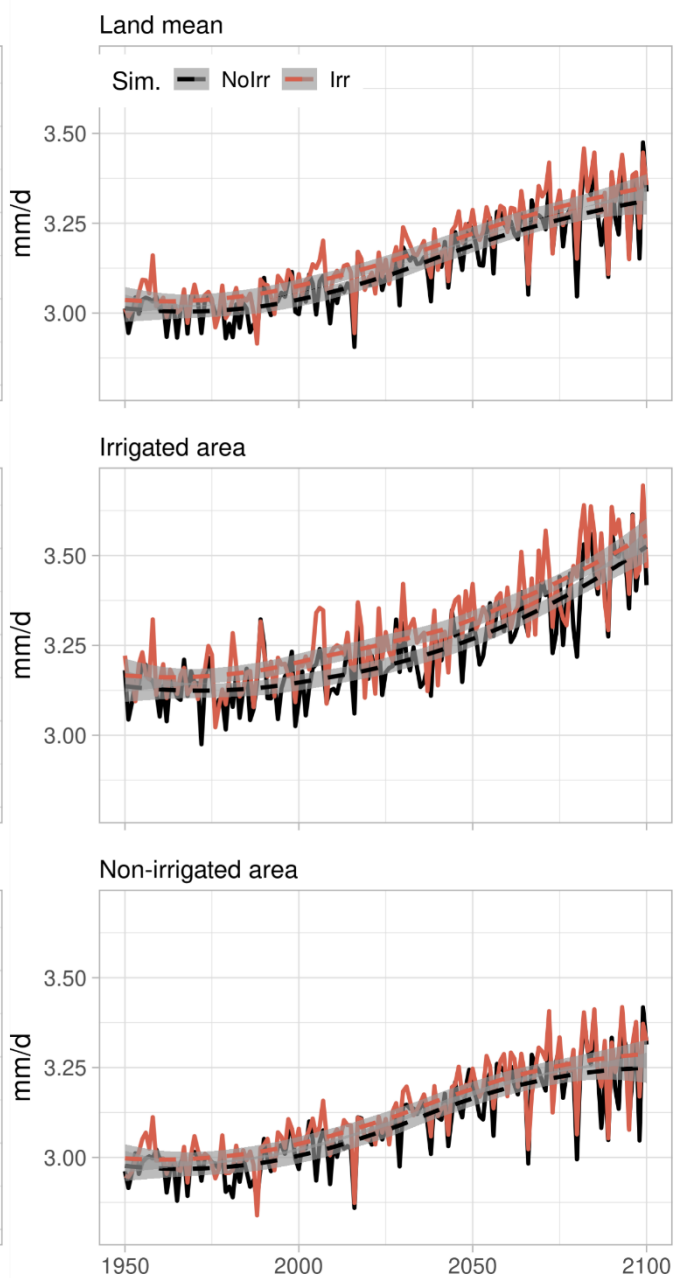 Land mean
Sim. NoIrr Irr
3.50
3.25
3.00
mm/d
Irrigated area
3.50
3.25
3.00
mm/d
Non-irrigated area
3.50
3.25
3.00
mm/d
1950 2000 2050 2100